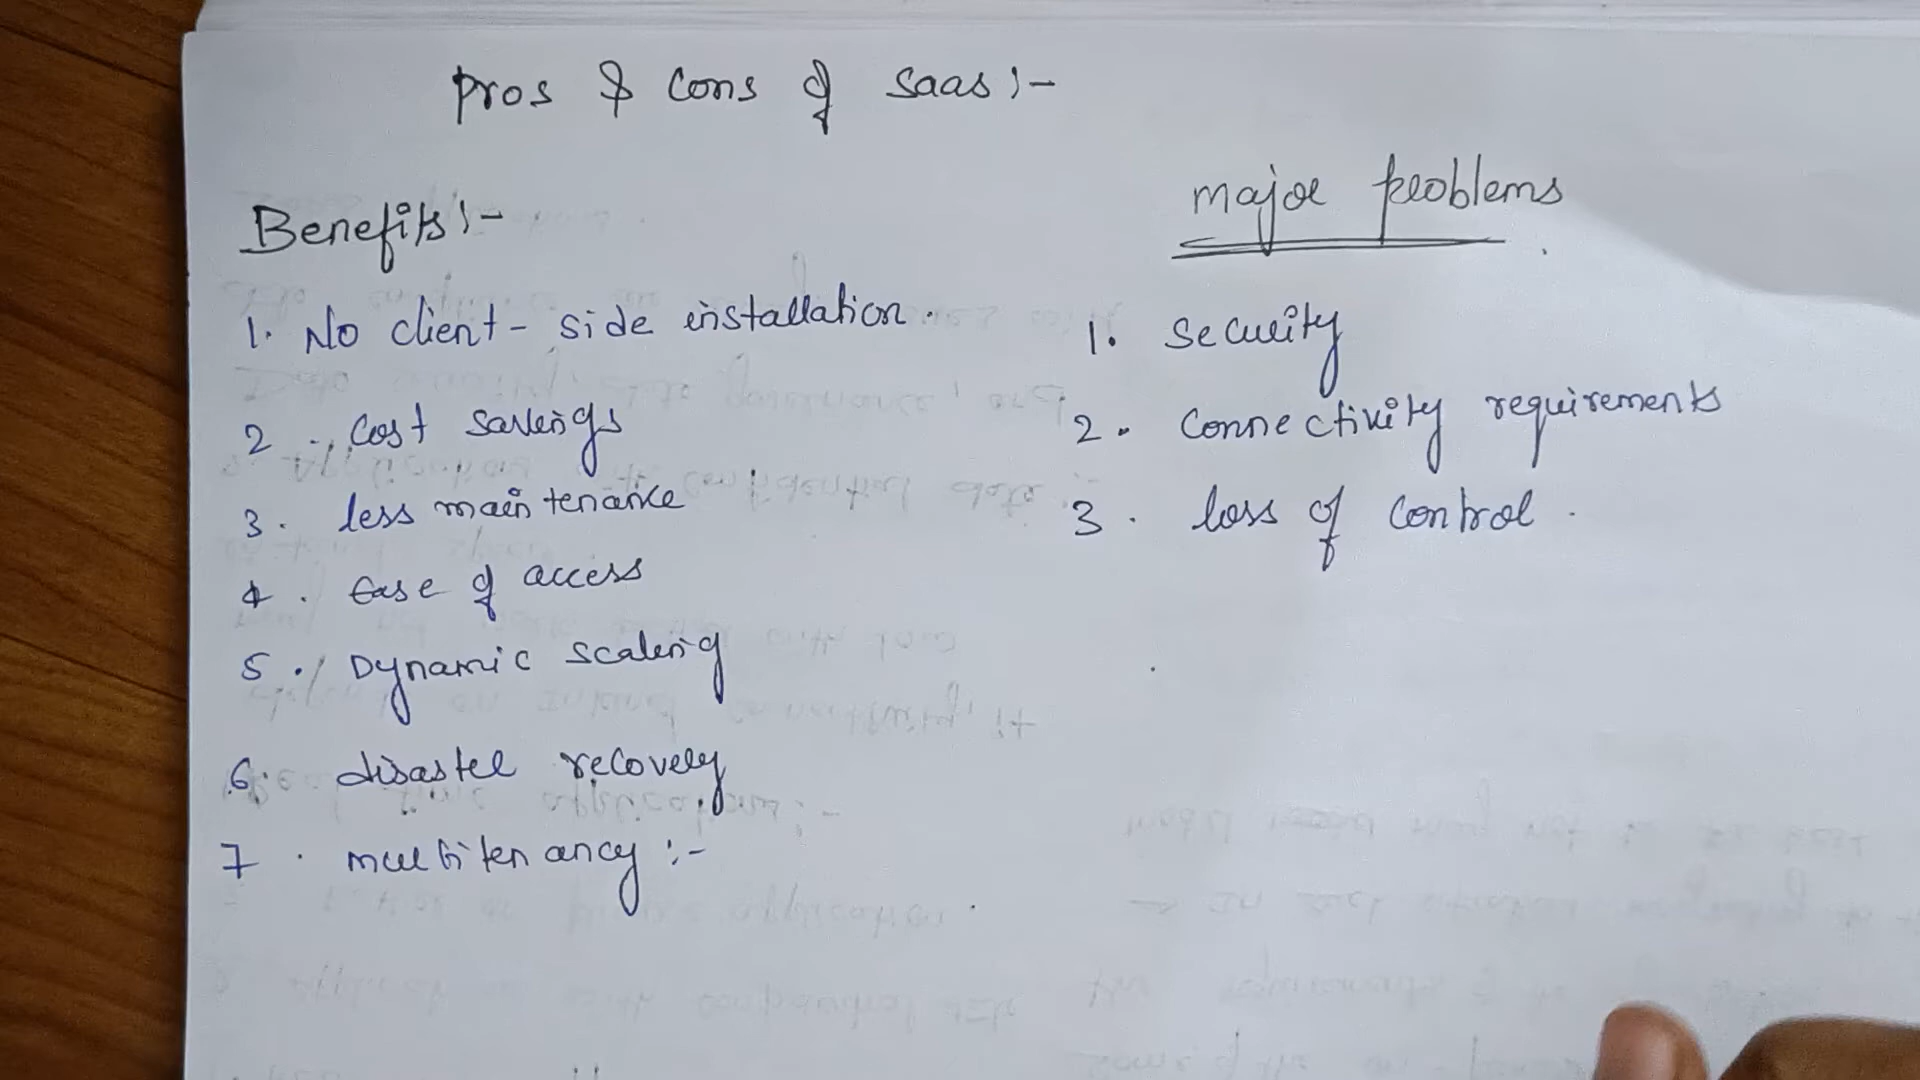 Pros & Cons of saas :-
Benefits :-
1. No client - side installation.
2. Cost savings
3. less maintenance
4. Ease of access
5. Dynamic scaling
6. disaster recovery
7. multitenancy :-
major problems
1. Security
2. Connectivity requirements
3. loss of control.